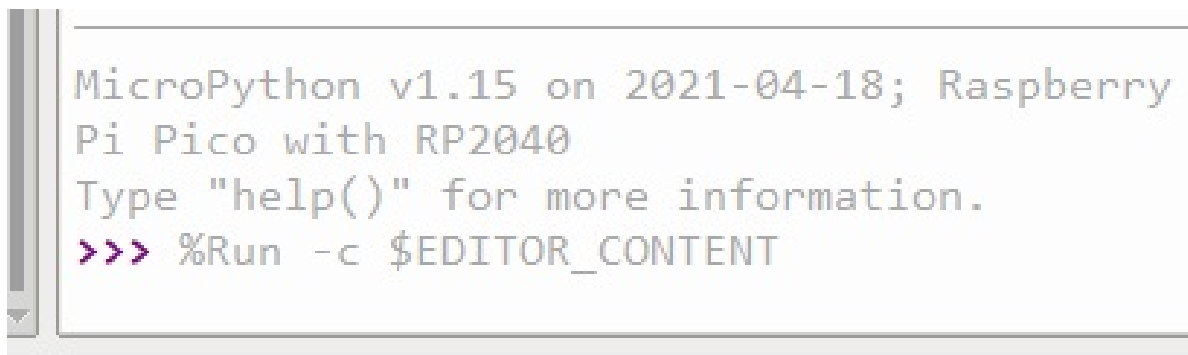 MicroPython v1.15 on 2021-04-18; Raspberry
Pi Pico with RP2040
Type "help()" for more information.
>>> %Run -c $EDITOR_CONTENT